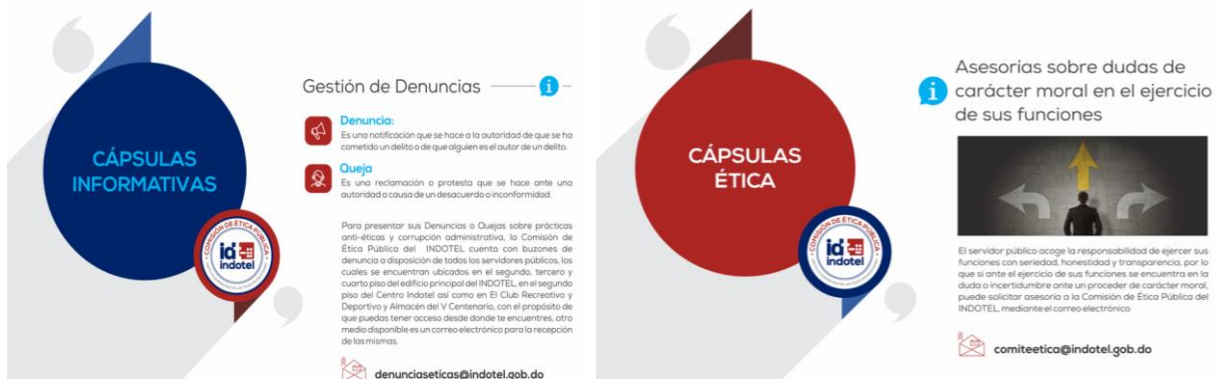 CÁPSULAS
INFORMATIVAS
COMISIÓN DE ÉTICA PÚBLICA
indotel
Gestión de Denuncias
Denuncia:
Es una notificación que se hace a la autoridad de que se ha
cometido un delito o de que alguien es el autor de un delito.
Queja
Es una reclamación o protesta que se hace ante una
autoridad a causa de un desacuerdo o inconformidad.
Para presentar sus Denuncias o Quejas sobre prácticas
anti-éticas y corrupción administrativa, la Comisión de
Ética Pública del INDOTEL cuenta con buzones de
denuncia a disposición de todos los servidores públicos, los
cuales se encuentran ubicados en el segundo, tercero y
cuarto piso del edificio principal del INDOTEL, en el segundo
piso del Centro Indotel así como en El Club Recreativo y
Deportivo y Almacén del V Centenario, con el propósito de
que puedas tener acceso desde donde te encuentres, otro
medio disponible es un correo electrónico para la recepción
de las mismas.
denunciaseticas@indotel.gob.do
CÁPSULAS
ÉTICA
COMISIÓN DE ÉTICA PÚBLICA
indotel
Asesorías sobre dudas de
carácter moral en el ejercicio
de sus funciones
El servidor público acoge la responsabilidad de ejercer sus
funciones con seriedad, honestidad y transparencia, por lo
que si ante el ejercicio de sus funciones se encuentra en la
duda o incertidumbre ante un proceder de carácter moral,
puede solicitar asesoría a la Comisión de Ética Pública del
INDOTEL, mediante el correo electrónico
comiteetica@indotel.gob.do